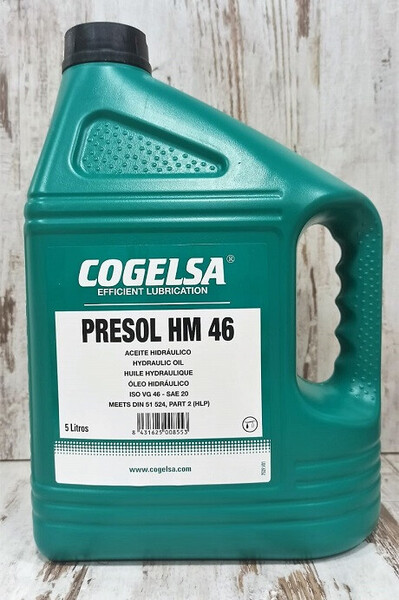 COGELSA®
EFFICIENT LUBRICATION
PRESOL HM 46
ACEITE HIDRÁULICO
HYDRAULIC OIL
HUILE HYDRAULIQUE
ÓLEO HIDRÁULICO
ISO VG 46 - SAE 20
MEETS DIN 51 524, PART 2 (HLP)
5 Litros
8 431625 008553
www.cogelsa.com